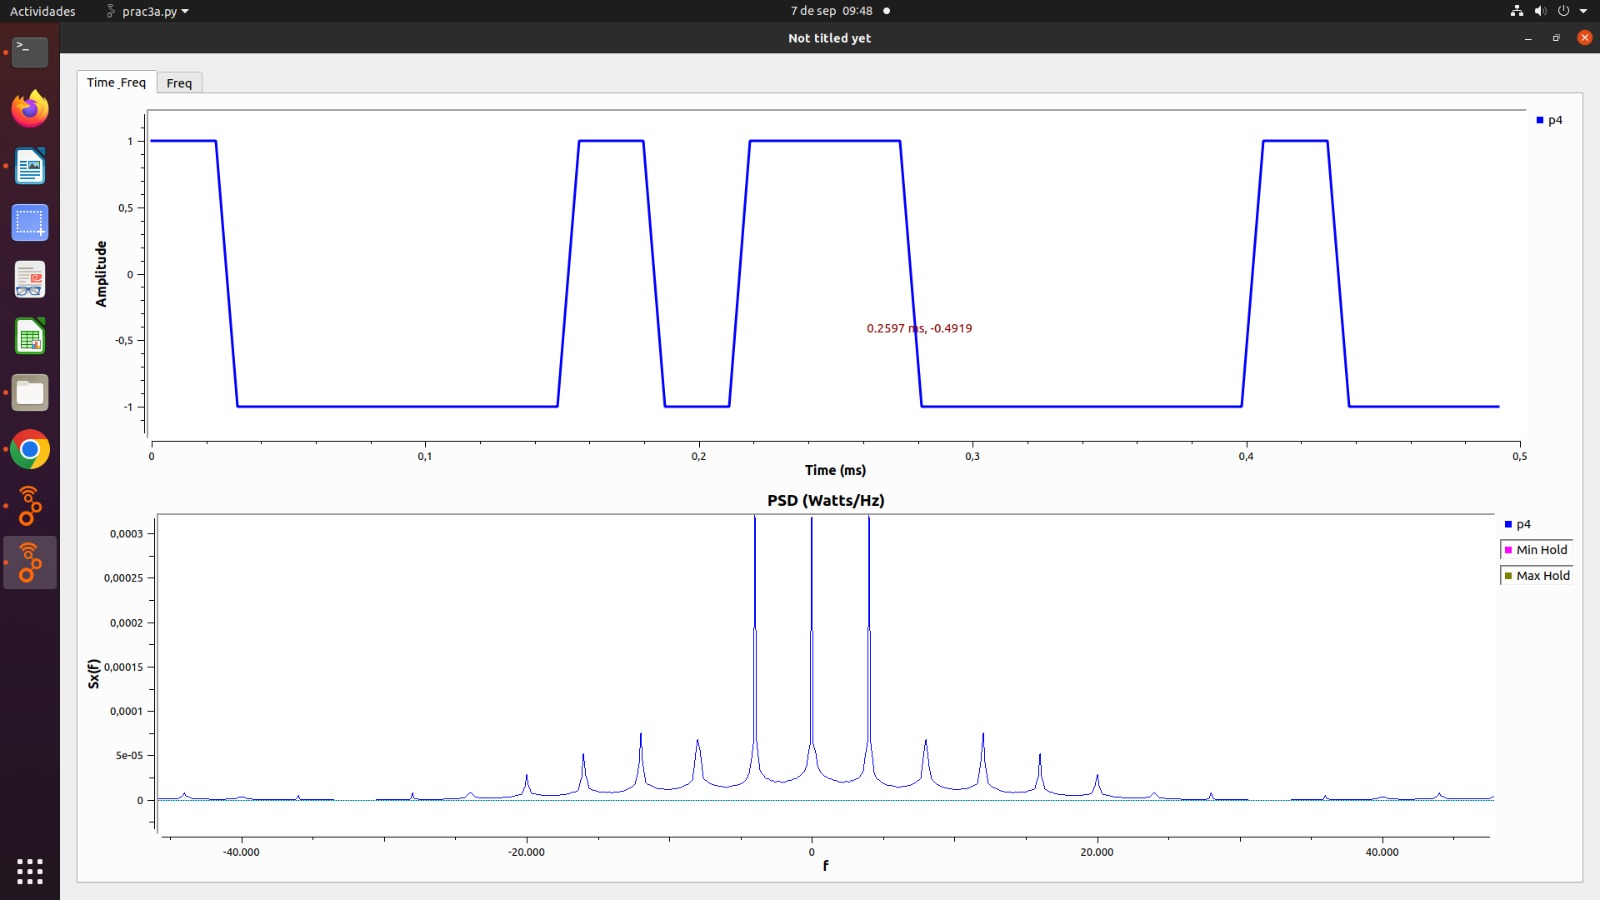 Actividades
prac3a.py
7 de sep 09:48
Not titled yet
Time_Freq
Freq
p4
1
0,5
0
-0,5
-1
Amplitude
0.2597 ms, -0.4919
0
0,1
0,2
0,3
0,4
0,5
Time (ms)
PSD (Watts/Hz)
p4
Min Hold
Max Hold
0,0003
0,00025
0,0002
0,00015
0,0001
5e-05
0
Sx(f)
-40.000
-20.000
0
20.000
40.000
f